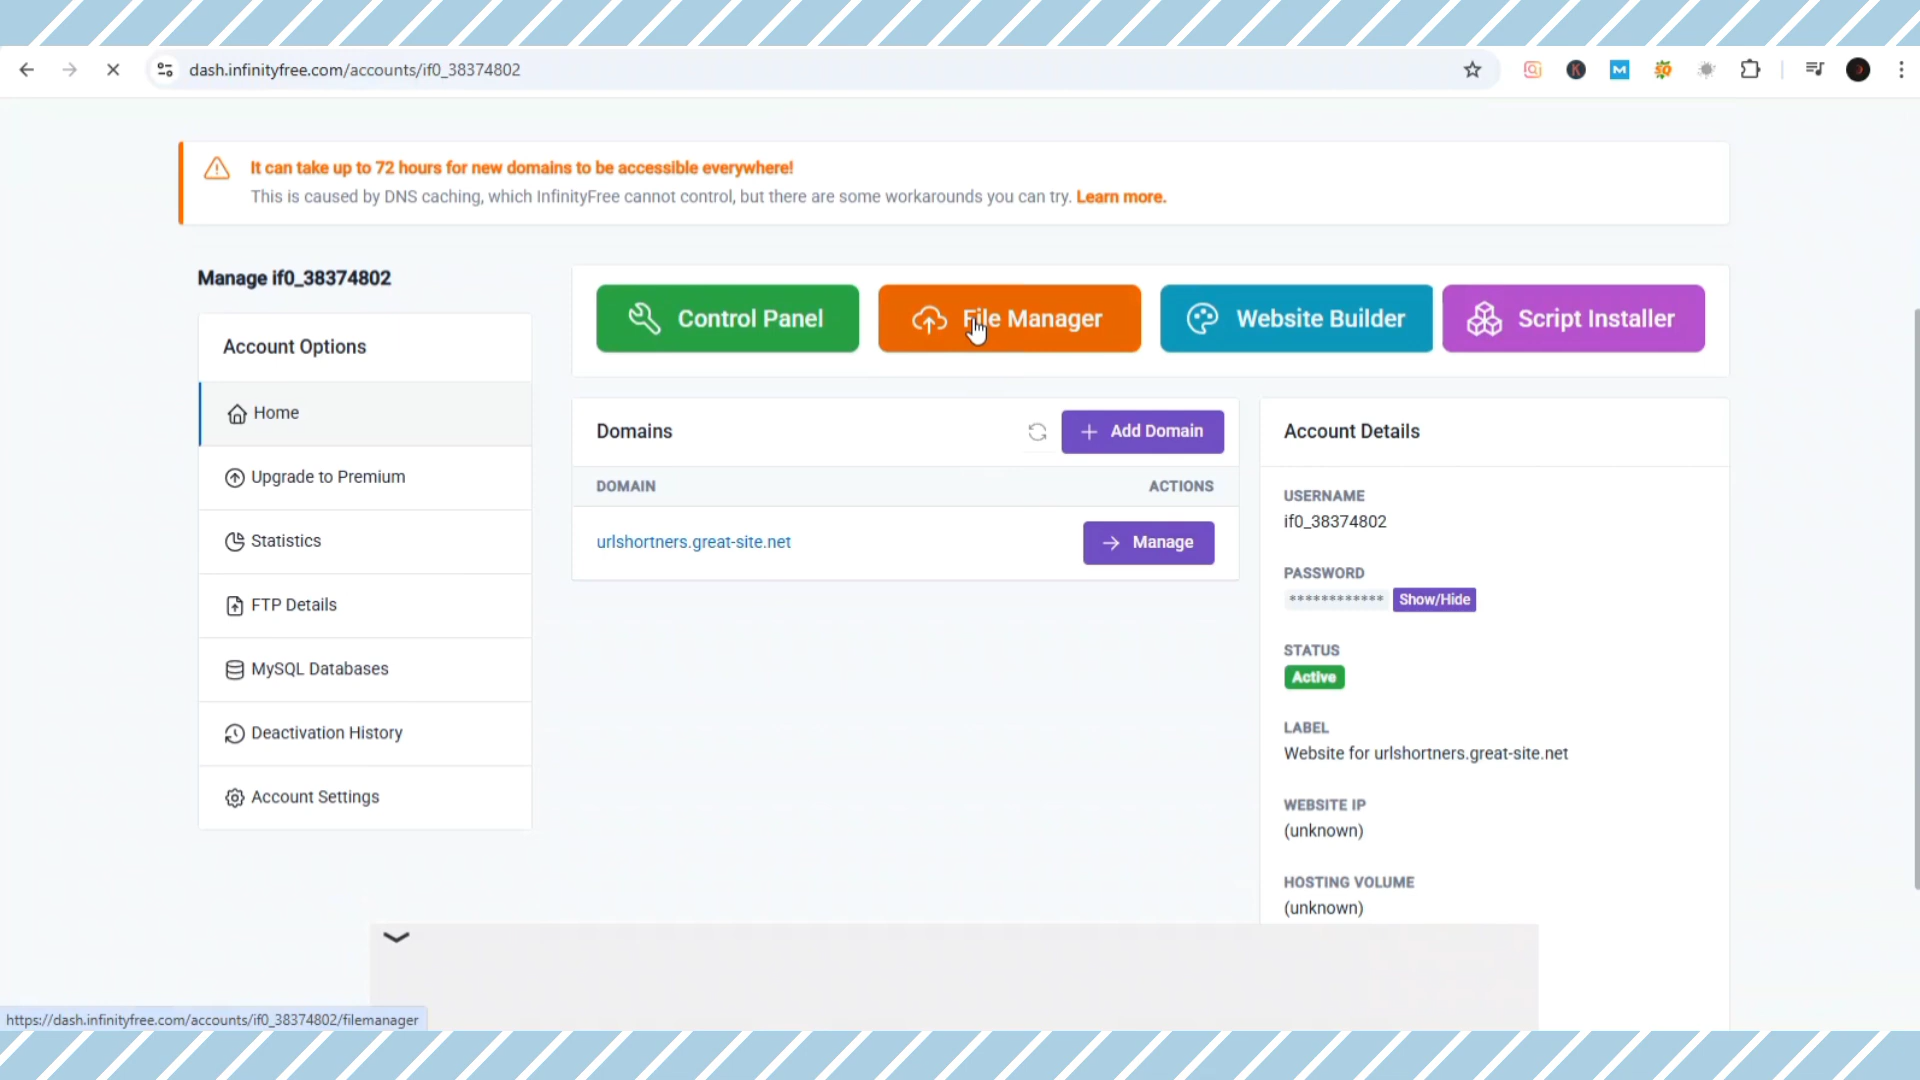 dash.infinityfree.com/accounts/if0_38374802
It can take up to 72 hours for new domains to be accessible everywhere!
This is caused by DNS caching, which InfinityFree cannot control, but there are some workarounds you can try. Learn more.
Manage if0_38374802
Control Panel
File Manager
Website Builder
Script Installer
Account Options
Home
Upgrade to Premium
Statistics
FTP Details
MySQL Databases
Deactivation History
Account Settings
Domains
Add Domain
DOMAIN
ACTIONS
urlshortners.great-site.net
Manage
Account Details
USERNAME
if0_38374802
PASSWORD
************ Show/Hide
STATUS
Active
LABEL
Website for urlshortners.great-site.net
WEBSITE IP
(unknown)
HOSTING VOLUME
(unknown)
https://dash.infinityfree.com/accounts/if0_38374802/filemanager